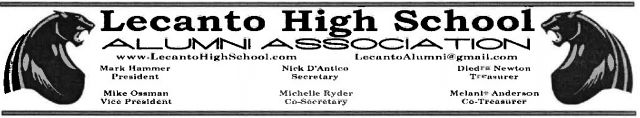 Lecanto High School
ALUMNI ASSOCIATION
www.LecantoHighSchool.com LecantoAlumni@gmail.com
Mark Hammer Nick D'Antico Diedra Newton
President Secretary Treasurer
Mike Ossman Michelle Ryder Melanie Anderson
Vice President Co-Secretary Co-Treasurer